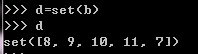 >>> d=set(b)
>>> d
set([8, 9, 10, 11, 7])